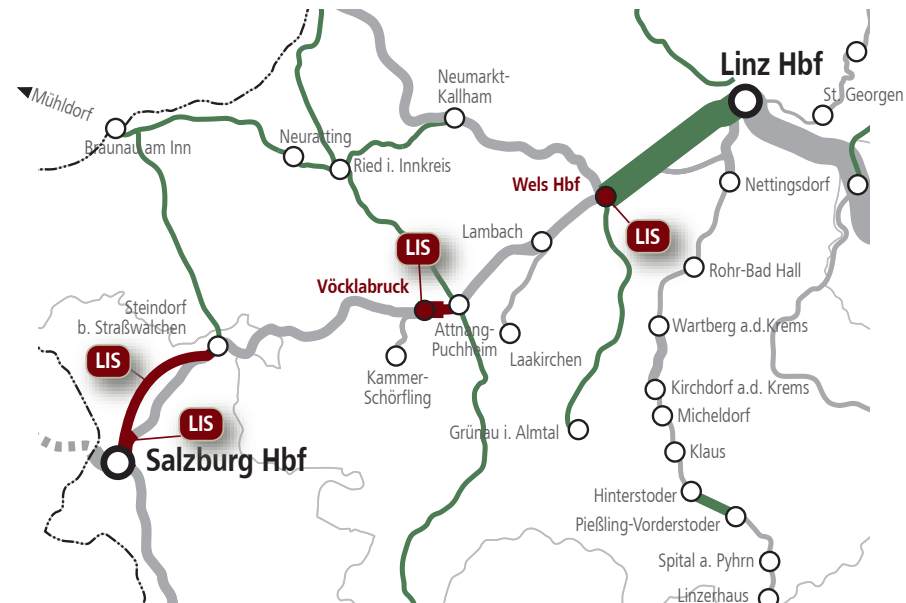 Linz Hbf
Neumarkt-
Kallham
St. Georgen
Mühldorf
Braunau am Inn
Neuratting
Ried i. Innkreis
Wels Hbf
Nettingsdorf
LIS
Lambach
LIS
Rohr-Bad Hall
Vöcklabruck
Steindorf
b. Straßwalchen
Attnang-
Puchheim
Wartberg a.d.Krems
LIS
Laakirchen
Kammer-
Schörfling
Kirchdorf a.d. Krems
Micheldorf
LIS
Grünau i. Almtal
Klaus
Salzburg Hbf
Hinterstoder
Pießling-Vorderstoder
Spital a. Pyhrn
Linzerhaus